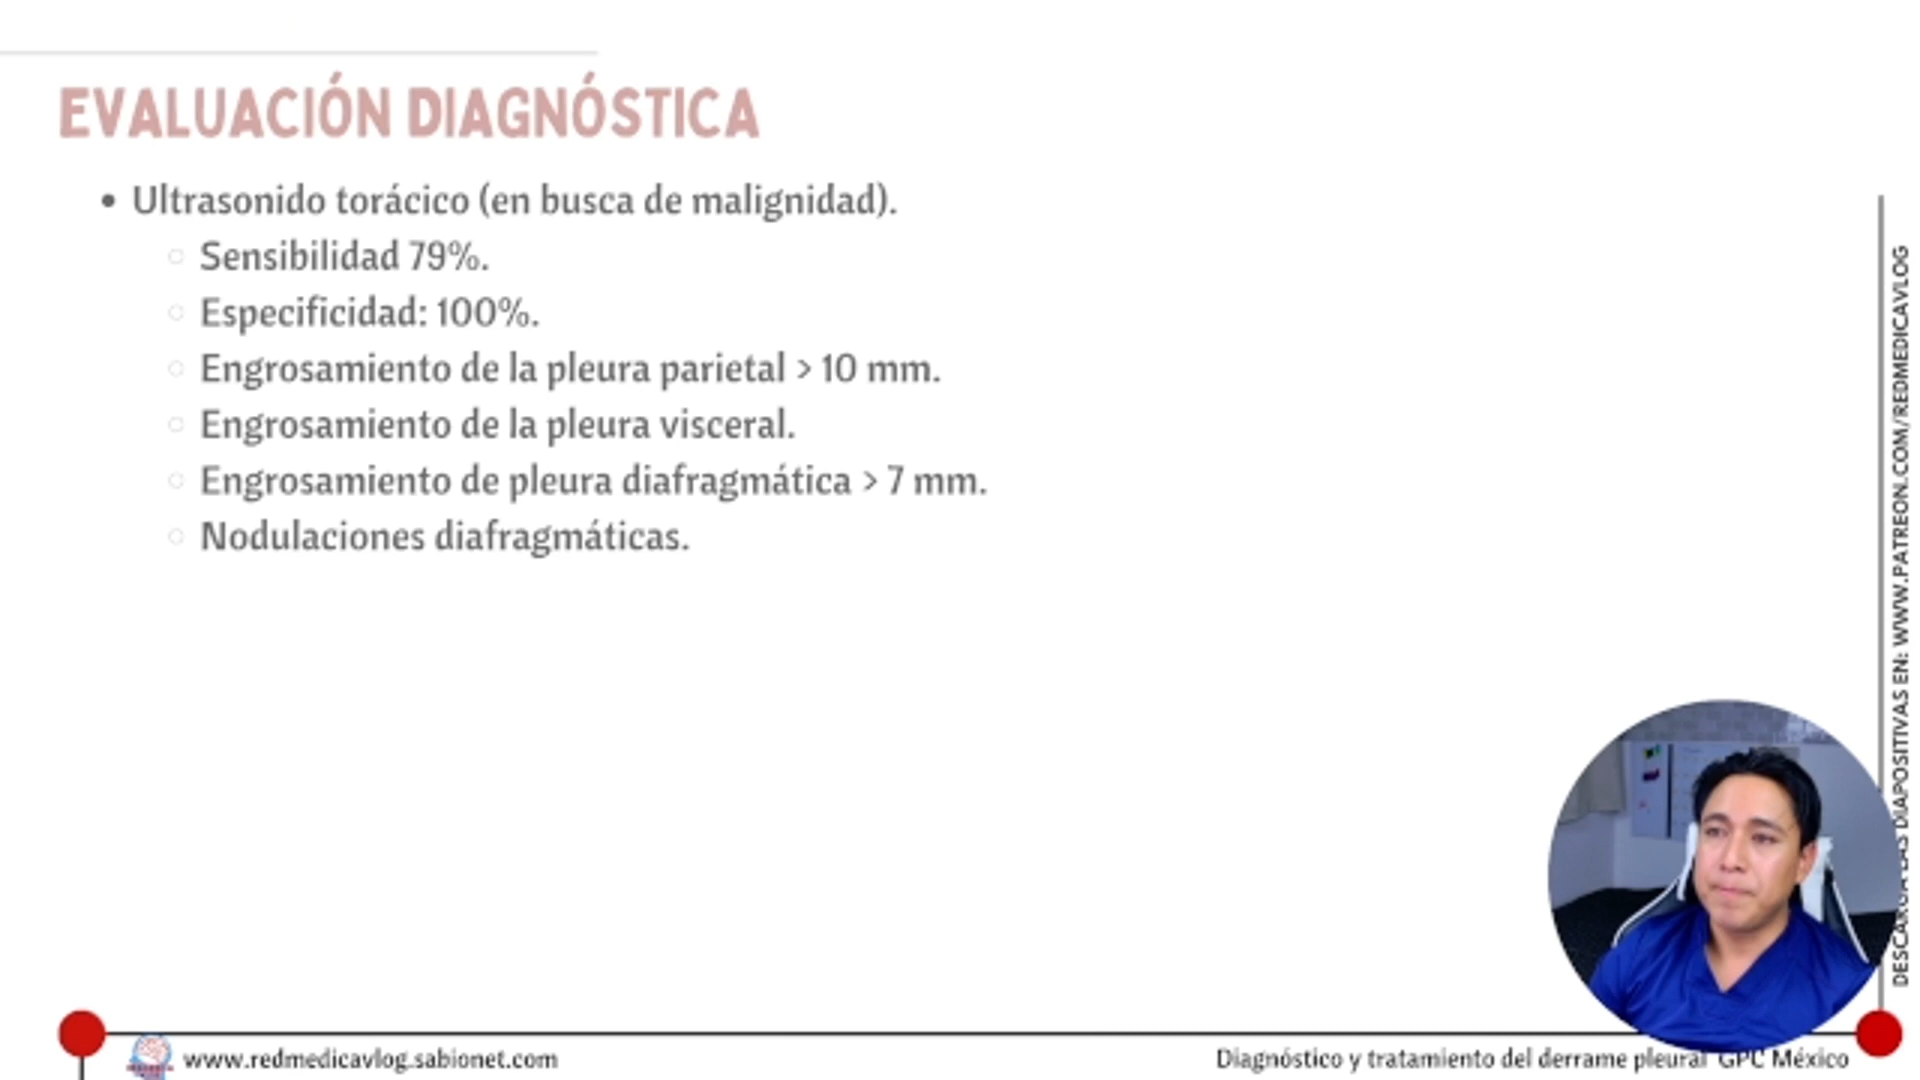 EVALUACIÓN DIAGNÓSTICA
• Ultrasonido torácico (en busca de malignidad).
○ Sensibilidad 79%.
○ Especificidad: 100%.
○ Engrosamiento de la pleura parietal > 10 mm.
○ Engrosamiento de la pleura visceral.
○ Engrosamiento de pleura diafragmática > 7 mm.
○ Nodulaciones diafragmáticas.
DESCARGA LAS DIAPOSITIVAS EN: WWW.PATREON.COM/REDMEDICAVLOG
www.redmedicavlog.sabionet.com
Diagnóstico y tratamiento del derrame pleural GPC México